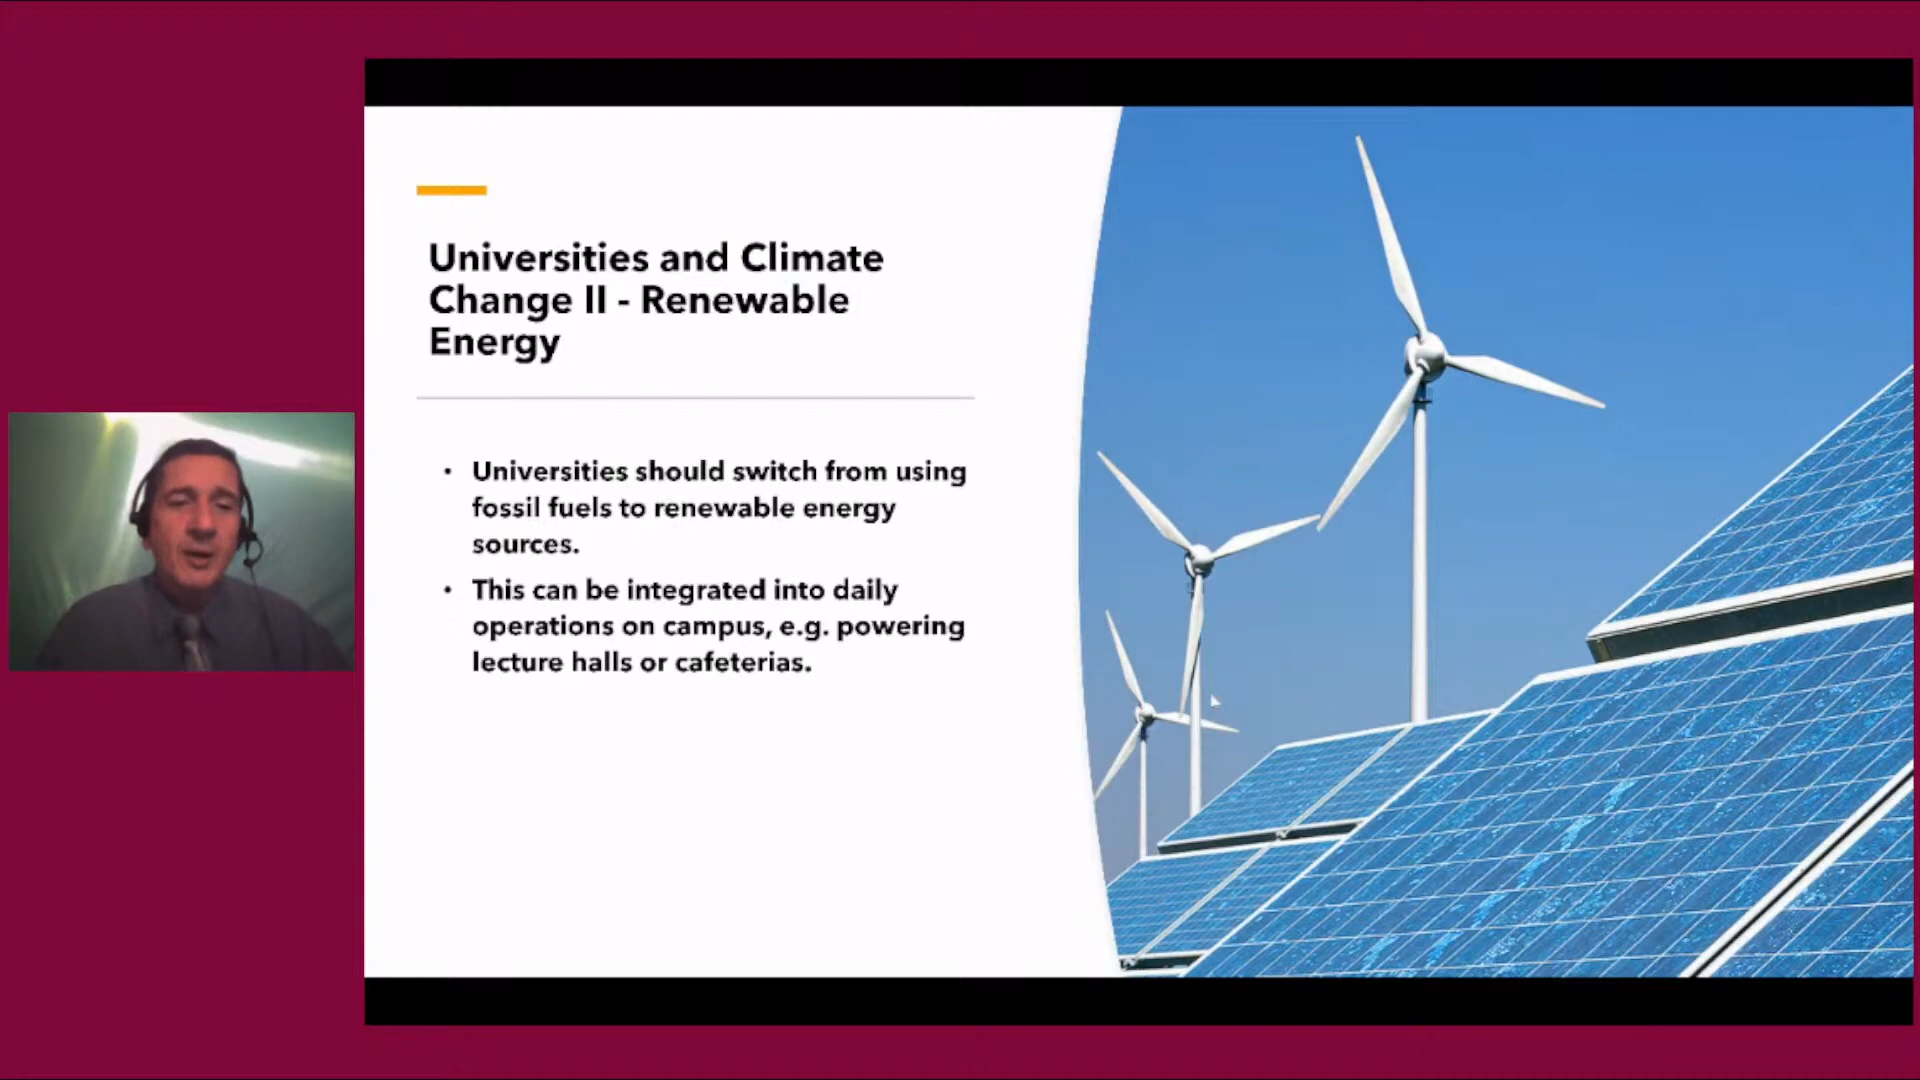 Universities and Climate
Change II - Renewable
Energy
• Universities should switch from using
fossil fuels to renewable energy
sources.
• This can be integrated into daily
operations on campus, e.g. powering
lecture halls or cafeterias.